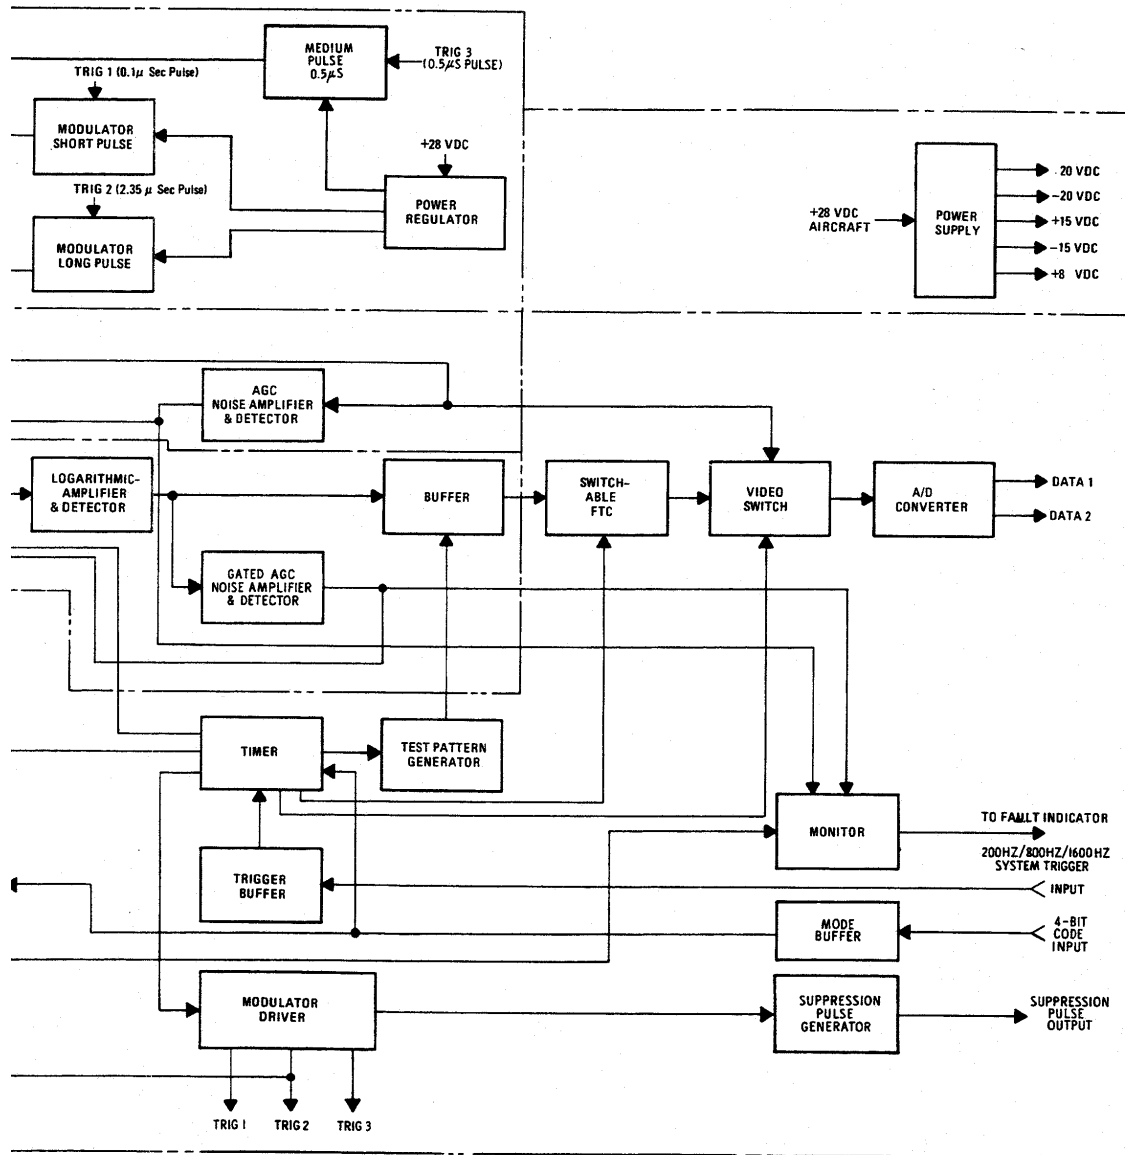 MEDIUM
PULSE
0.5µS
TRIG 3
(0.5µS PULSE)
TRIG 1 (0.1µ Sec Pulse)
MODULATOR
SHORT PULSE
+28 VDC
TRIG 2 (2.35 µ Sec Pulse)
POWER
REGULATOR
MODULATOR
LONG PULSE
+28 VDC
AIRCRAFT
POWER
SUPPLY
20 VDC
-20 VDC
+15 VDC
-15 VDC
+8 VDC
AGC
NOISE AMPLIFIER
& DETECTOR
LOGARITHMIC-
AMPLIFIER
& DETECTOR
BUFFER
SWITCH-
ABLE
FTC
VIDEO
SWITCH
A/D
CONVERTER
DATA 1
DATA 2
GATED AGC
NOISE AMPLIFIER
& DETECTOR
TIMER
TEST PATTERN
GENERATOR
MONITOR
TO FAULT INDICATOR
200HZ/800HZ/1600HZ
SYSTEM TRIGGER
INPUT
TRIGGER
BUFFER
MODE
BUFFER
4-BIT
CODE
INPUT
MODULATOR
DRIVER
SUPPRESSION
PULSE
GENERATOR
SUPPRESSION
PULSE
OUTPUT
TRIG 1
TRIG 2
TRIG 3